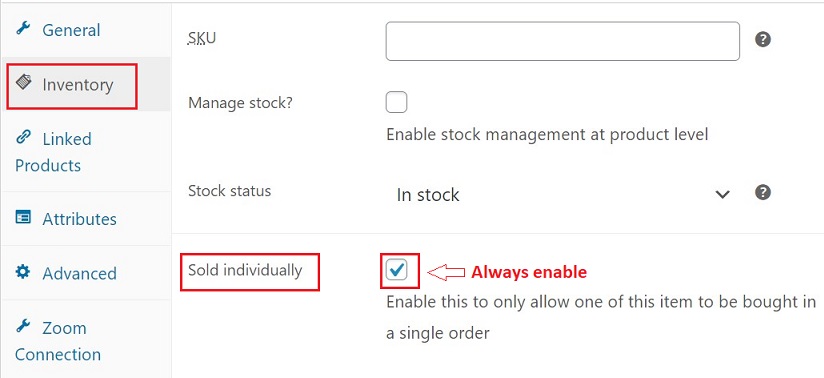 General
Inventory
Linked
Products
Attributes
Advanced
Zoom
Connection
SKU
Manage stock?
Enable stock management at product level
Stock status
In stock
Sold individually
Always enable
Enable this to only allow one of this item to be bought in
a single order